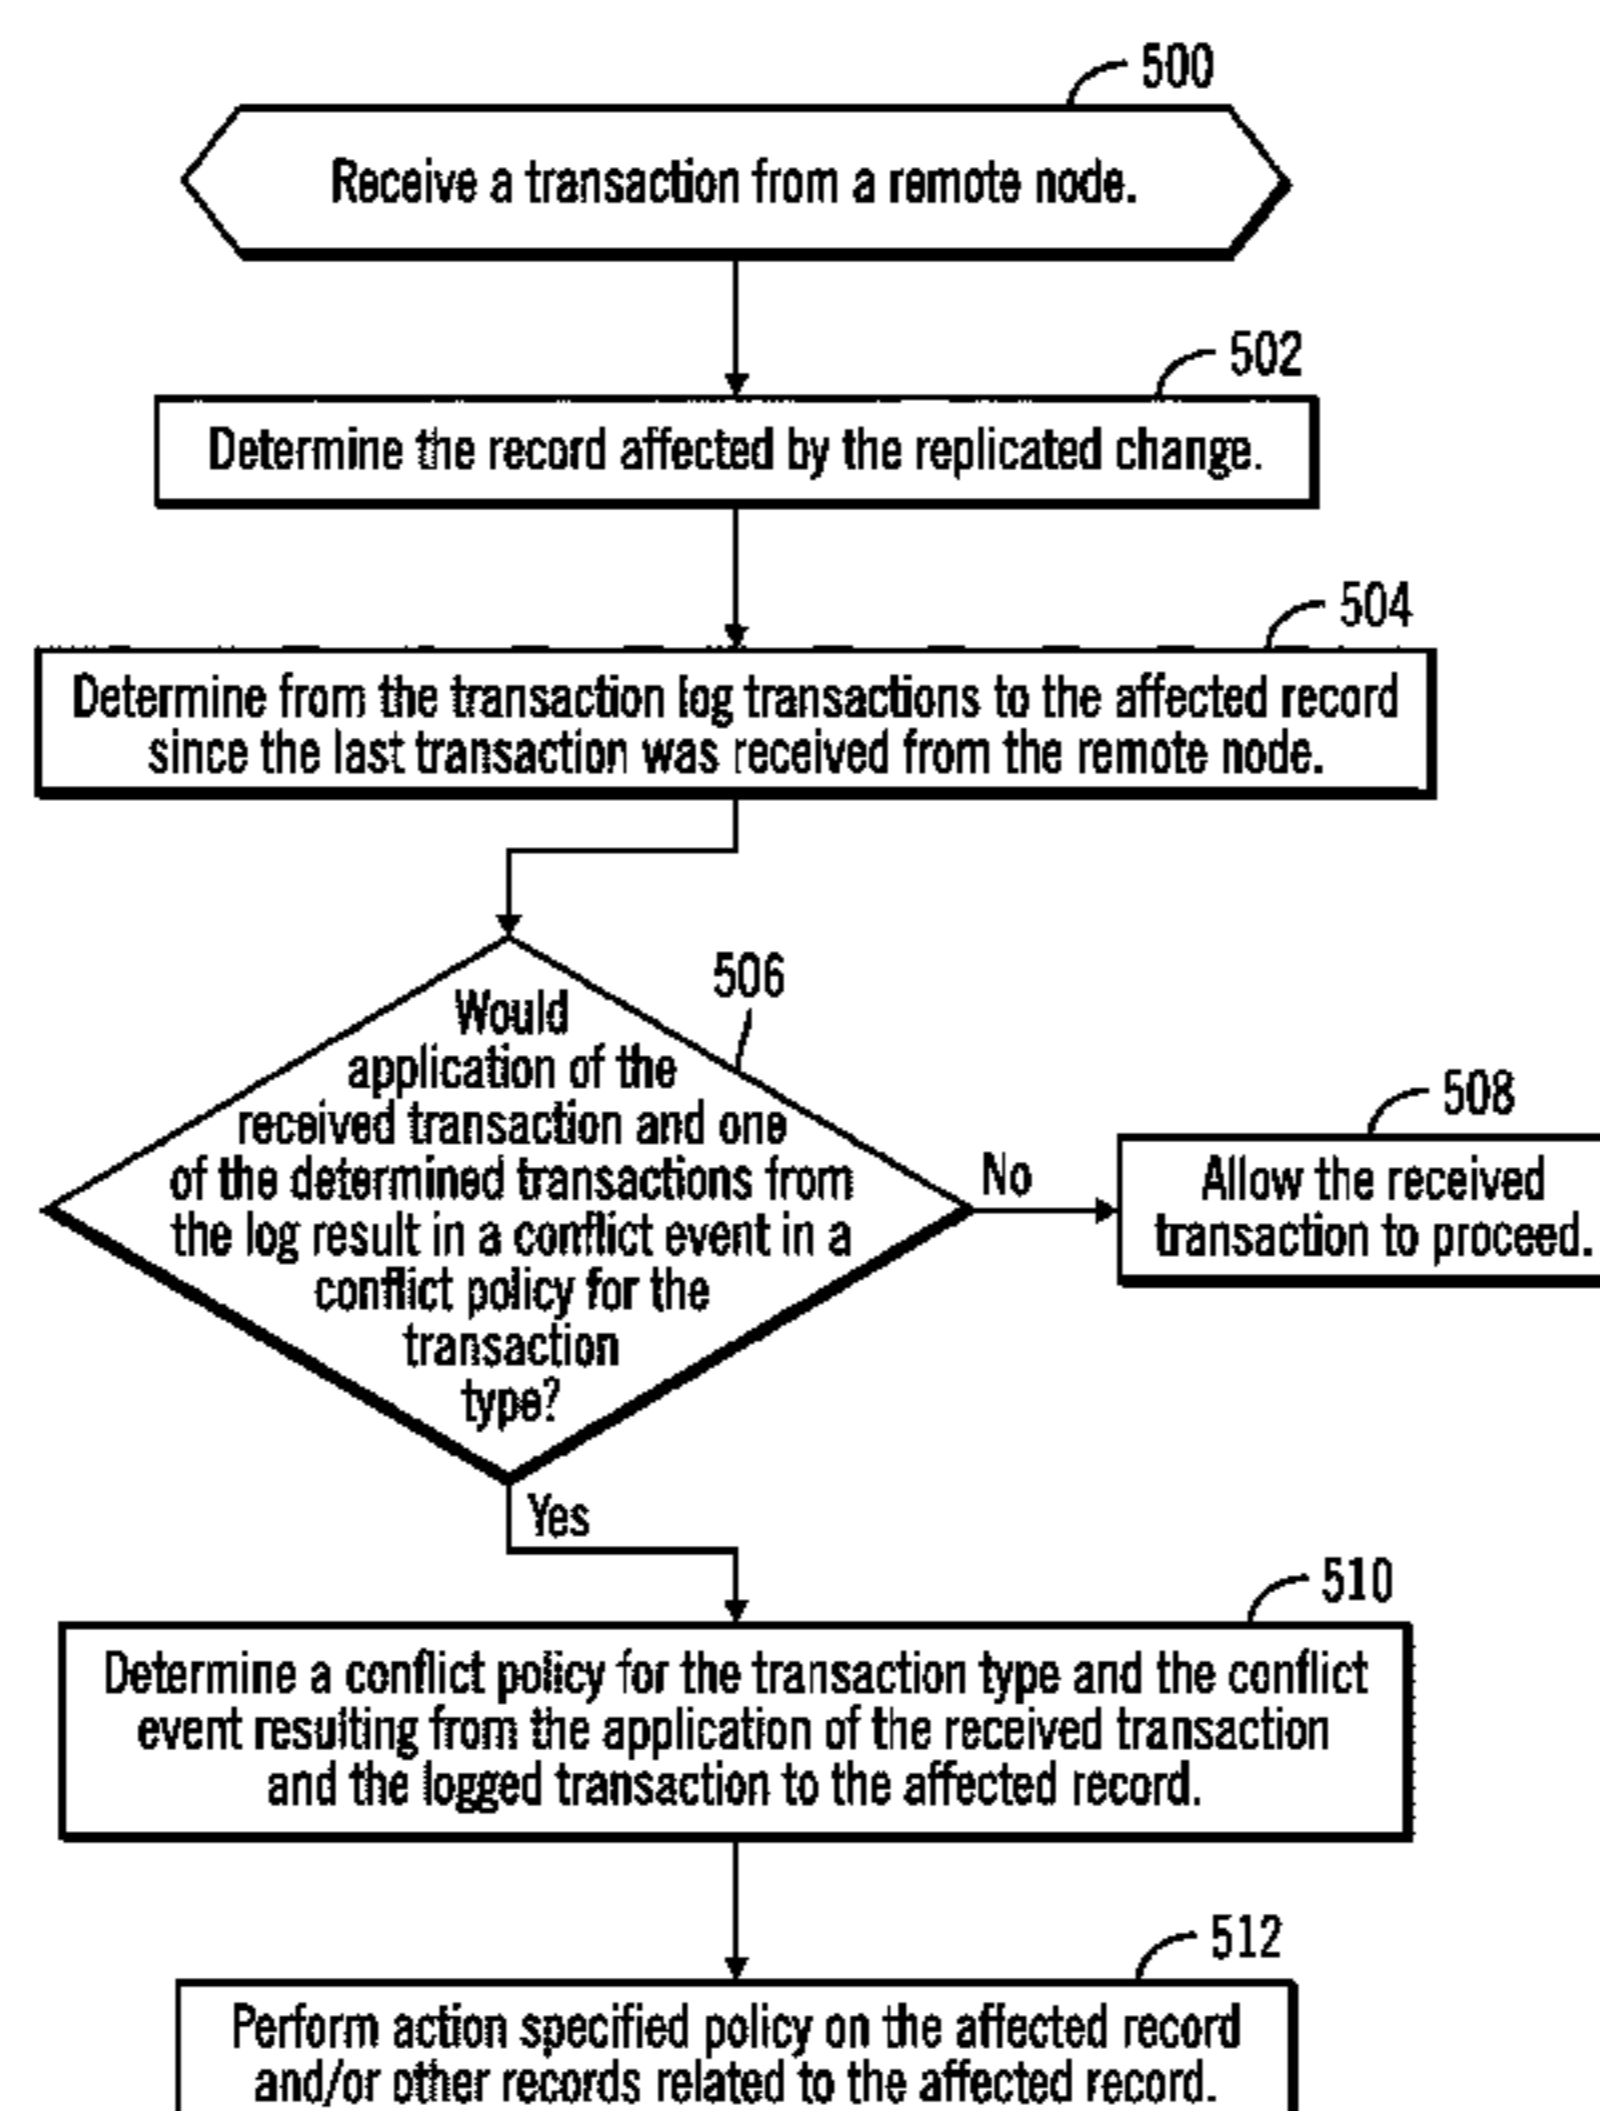 500
Receive a transaction from a remote node.
502
Determine the record affected by the replicated change.
504
Determine from the transaction log transactions to the affected record
since the last transaction was received from the remote node.
506
Would
application of the
received transaction and one
of the determined transactions from
the log result in a conflict event in a
conflict policy for the
transaction
type?
No
508
Allow the received
transaction to proceed.
Yes
510
Determine a conflict policy for the transaction type and the conflict
event resulting from the application of the received transaction
and the logged transaction to the affected record.
512
Perform action specified policy on the affected record
and/or other records related to the affected record.